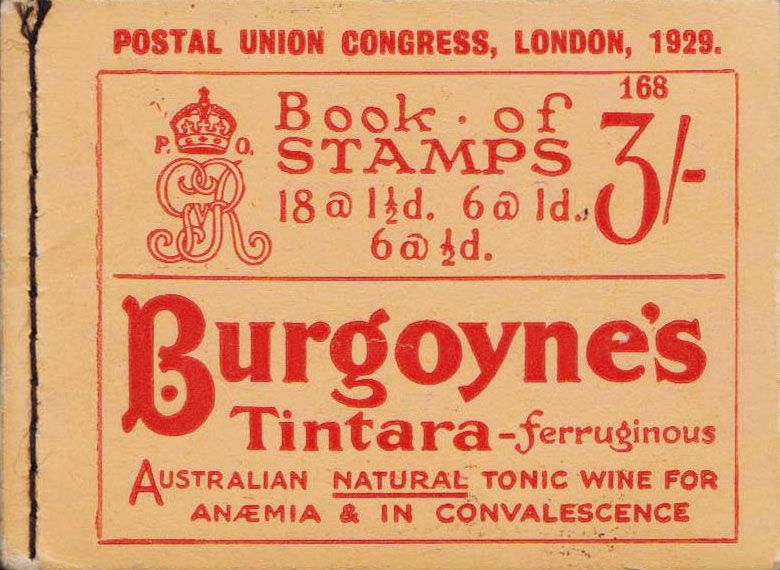 POSTAL UNION CONGRESS, LONDON, 1929.
168
P. O.
GvR
Book of
STAMPS
3/-
18 @ 1½d. 6 @ 1d.
6 @ ½d.
Burgoyne's
Tintara-ferruginous
AUSTRALIAN NATURAL TONIC WINE FOR
ANÆMIA & IN CONVALESCENCE